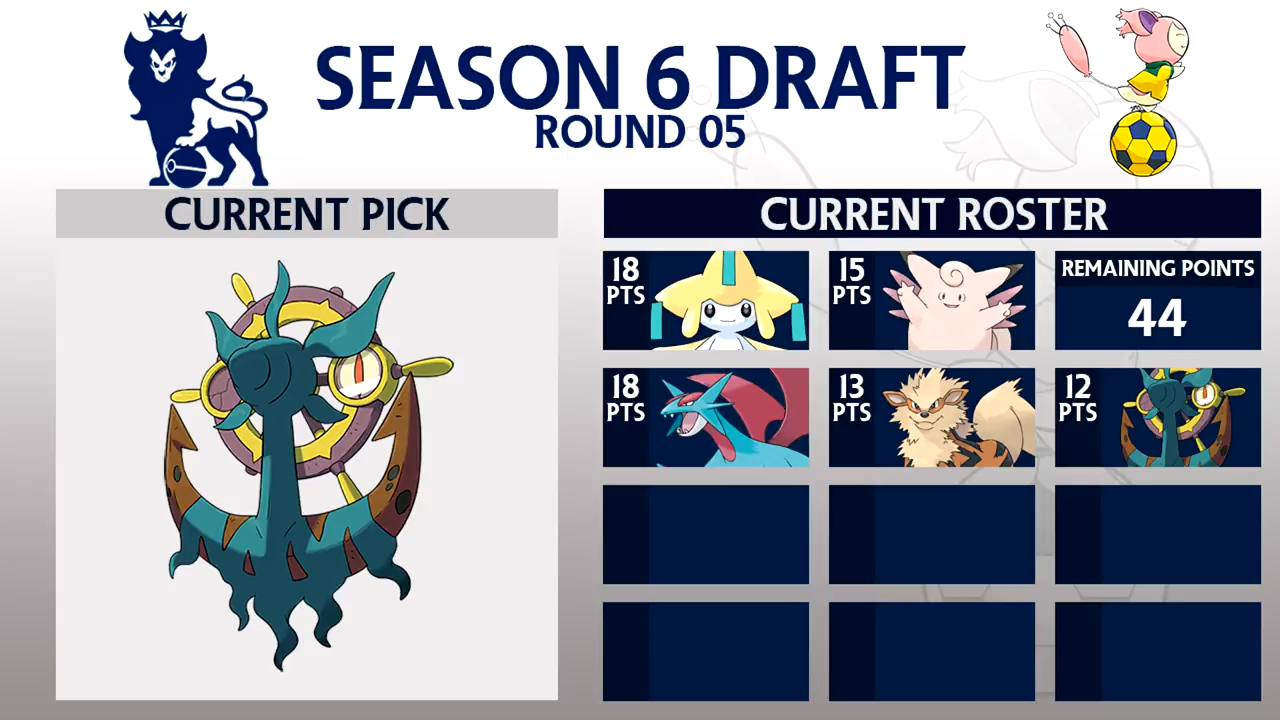 SEASON 6 DRAFT
ROUND 05
CURRENT PICK
CURRENT ROSTER
18
PTS
15
PTS
REMAINING POINTS
44
18
PTS
13
PTS
12
PTS